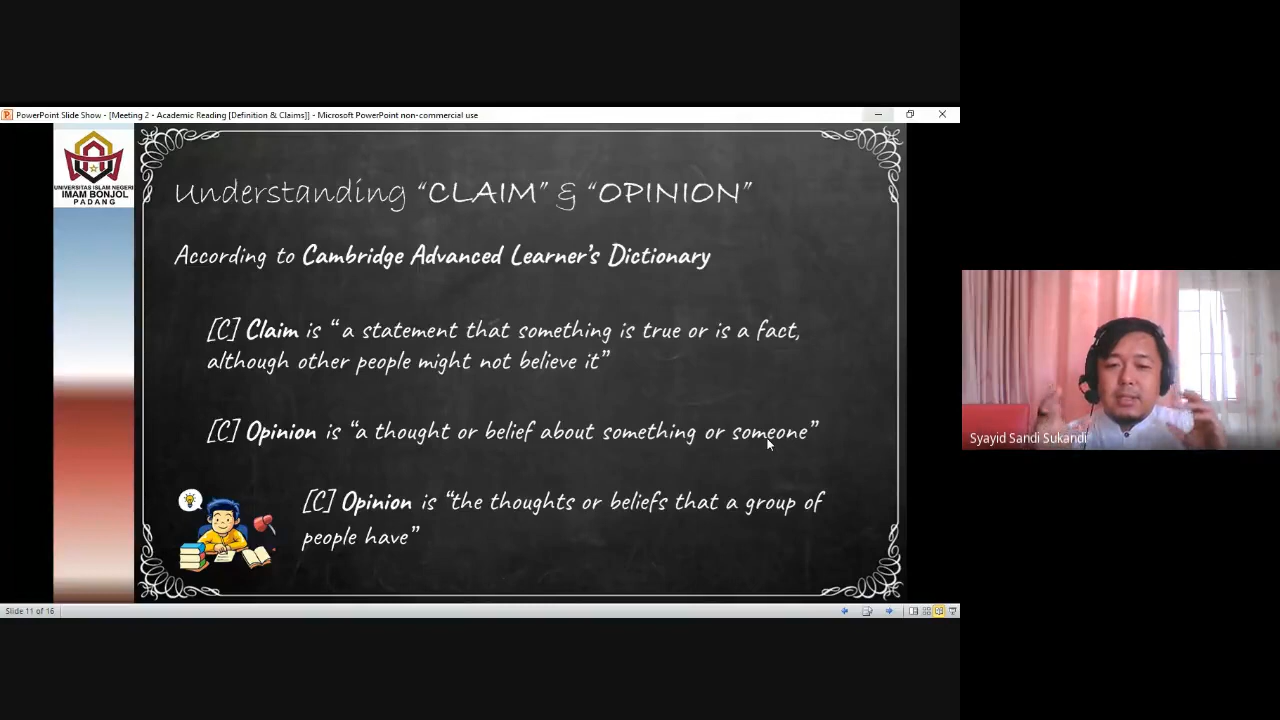 PowerPoint Slide Show - [Meeting 2 - Academic Reading [Definition & Claims]] - Microsoft PowerPoint non-commercial use
UNIVERSITAS ISLAM NEGERI
IMAM BONJOL
PADANG
Understanding “CLAIM” & “OPINION”
According to Cambridge Advanced Learner’s Dictionary
[C] Claim is “ a statement that something is true or is a fact,
although other people might not believe it”
[C] Opinion is “a thought or belief about something or someone”
[C] Opinion is “the thoughts or beliefs that a group of
people have”
Syayid Sandi Sukandi
Slide 11 of 16